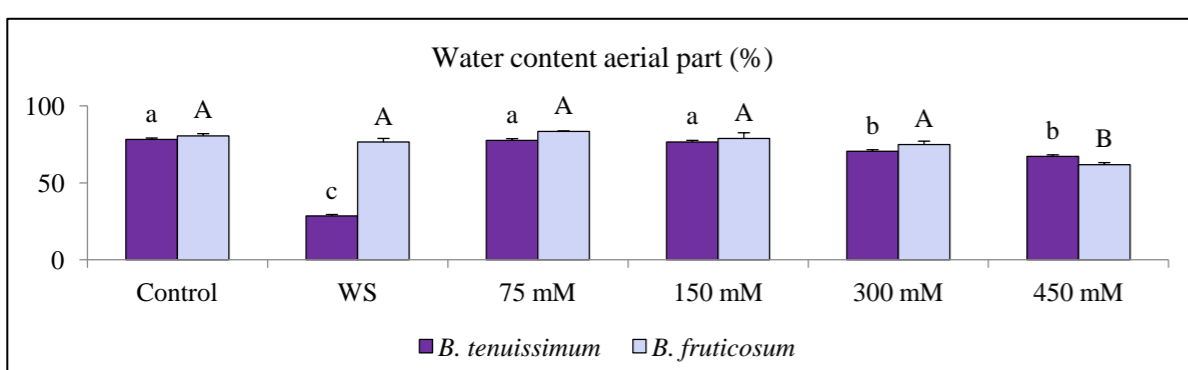 Water content aerial part (%)
100
a A c A a A a A b A b B
50
0
Control WS 75 mM 150 mM 300 mM 450 mM
B. tenuissimum B. fruticosum